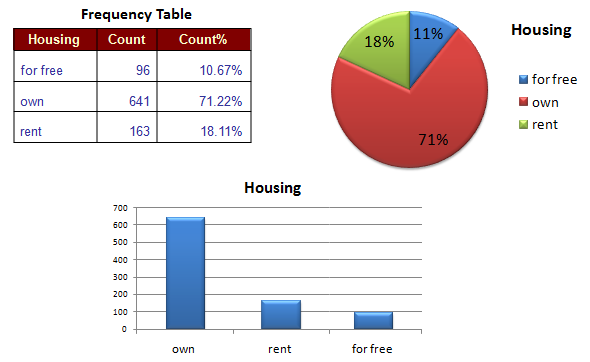 Frequency Table
Housing Count Count%
for free 96 10.67%
own 641 71.22%
rent 163 18.11%
18% 11%
71%
Housing
for free
own
rent
Housing
700
600
500
400
300
200
100
0
own rent for free